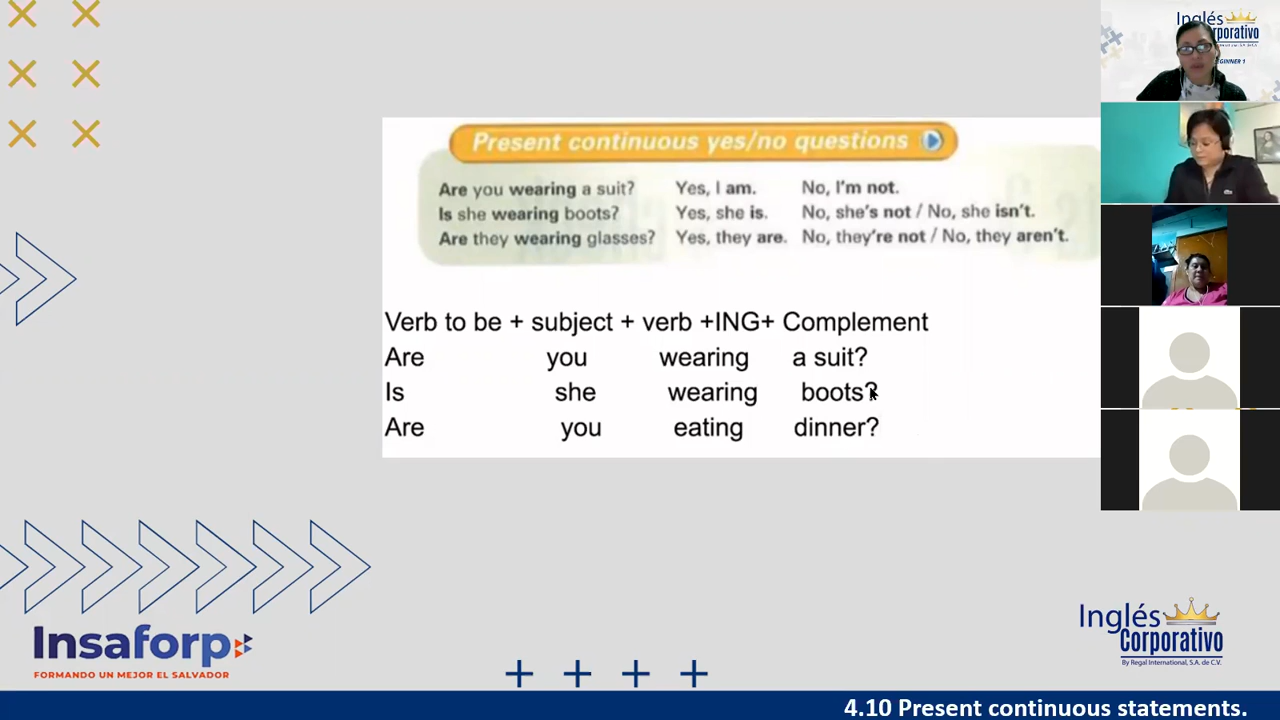 Present continuous yes/no questions
Are you wearing a suit? Yes, I am. No, I'm not.
Is she wearing boots? Yes, she is. No, she's not / No, she isn't.
Are they wearing glasses? Yes, they are. No, they're not / No, they aren't.
Verb to be + subject + verb +ING+ Complement
Are you wearing a suit?
Is she wearing boots?
Are you eating dinner?
Inglés
rporativo
GINNER 1
Insaforp
FORMANDO UN MEJOR EL SALVADOR
Inglés
Corporativo
By Regal International, S.A. de C.V.
4.10 Present continuous statements.